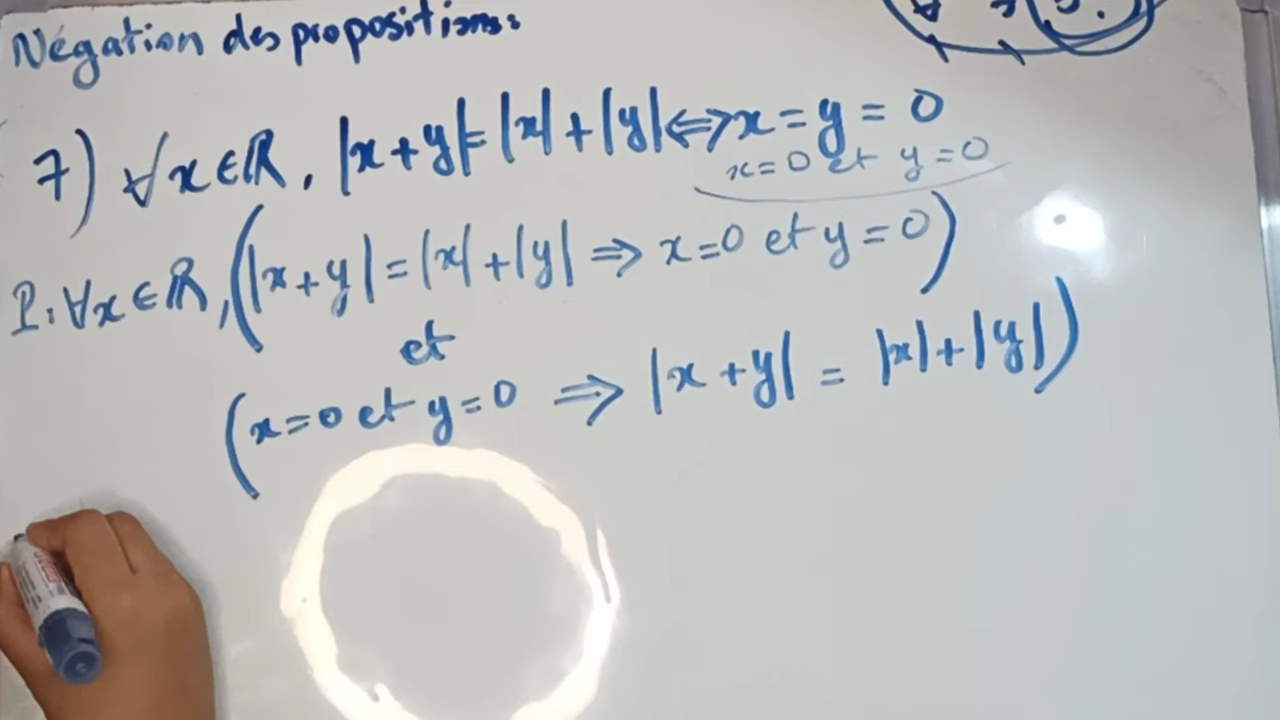 Négation des propositions:
7) ∀x∈ℝ, |x+y|=|x|+|y| ⟺ x=y=0
x=0 et y=0
P: ∀x∈ℝ, (|x+y|=|x|+|y| ⇒ x=0 et y=0)
et
(x=0 et y=0 ⇒ |x+y| = |x|+|y|)